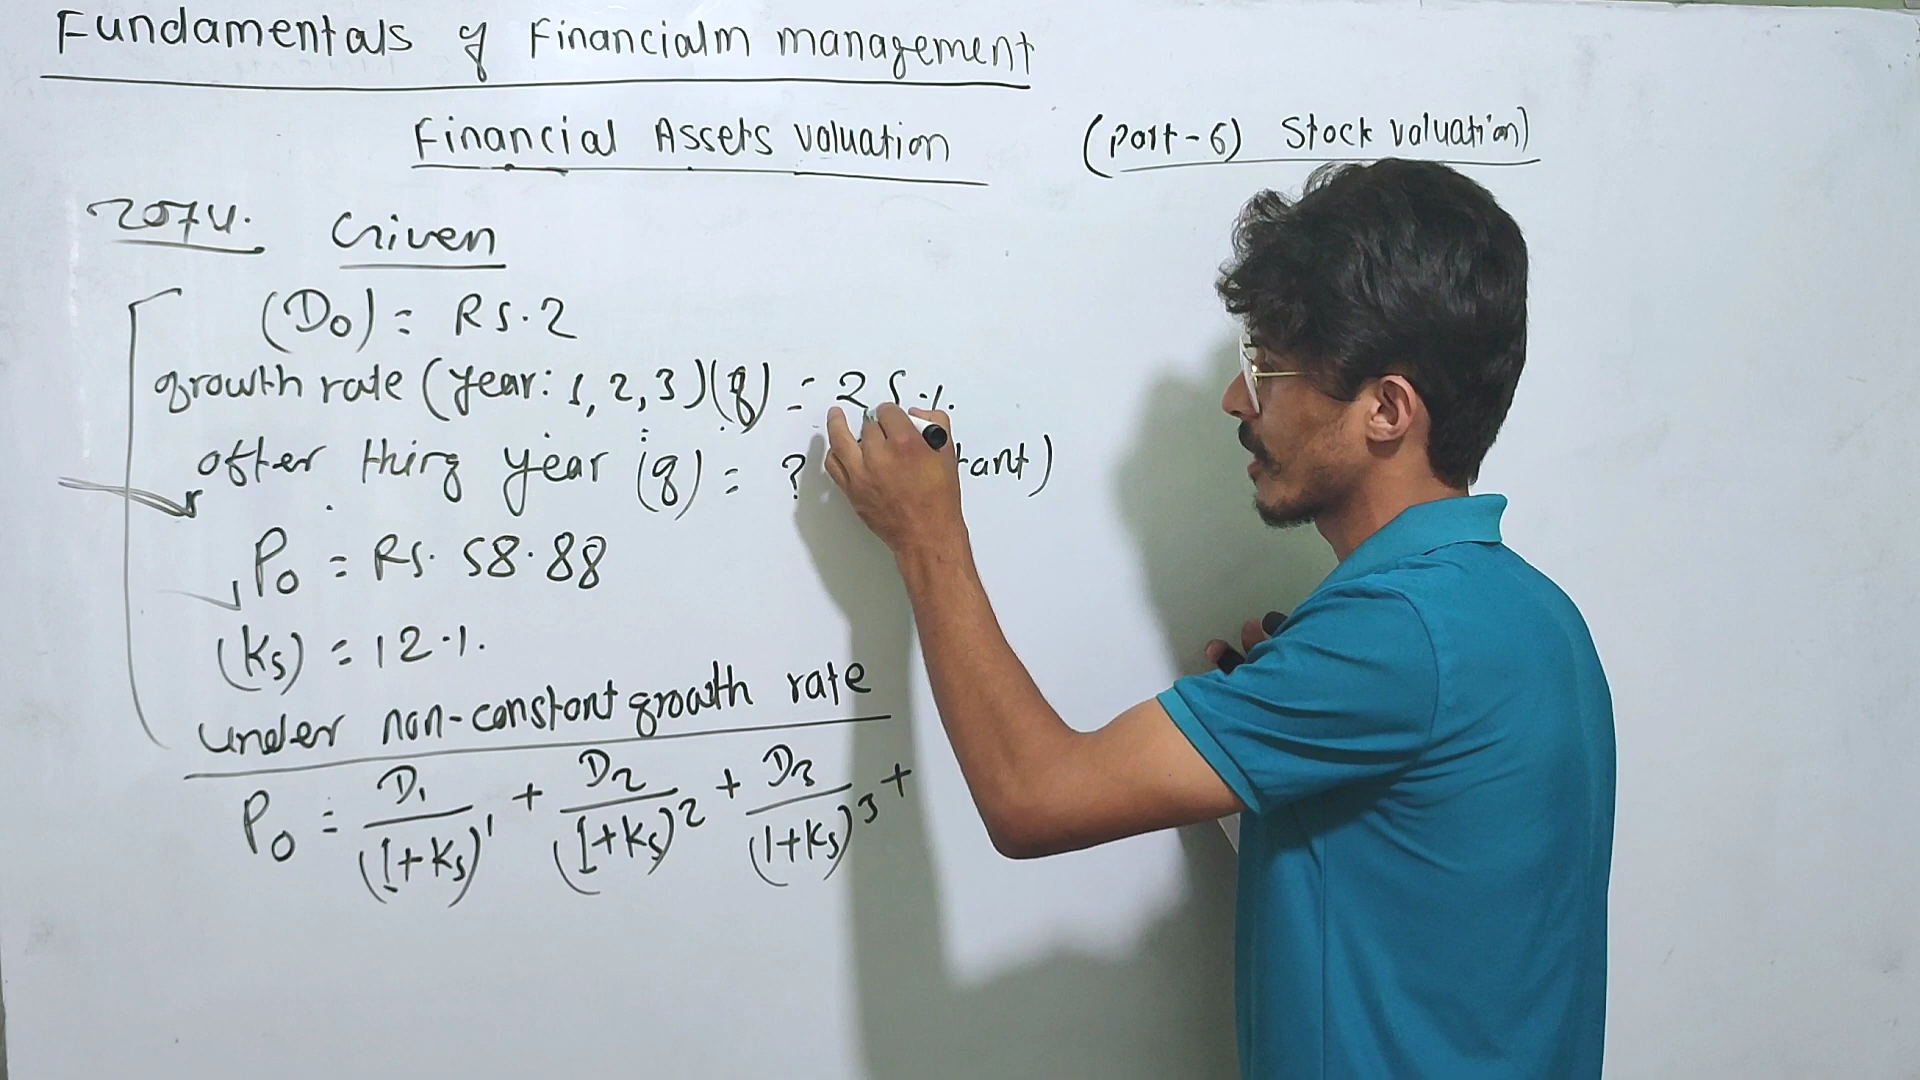 Fundamentals of Financialm management
Financial Assets valuation
(part-6) Stock valuation)
2074. Given
(D₀) = RS. 2
growth rate (year: 1, 2, 3)(g) = 25%.
after thirg year (g) = ? tant)
P₀ = RS. 58.88
(Ks) = 12%.
under non-constant growth rate
P₀ = D₁/(1+Ks)¹ + D₂/(1+Ks)² + D₃/(1+Ks)³ +